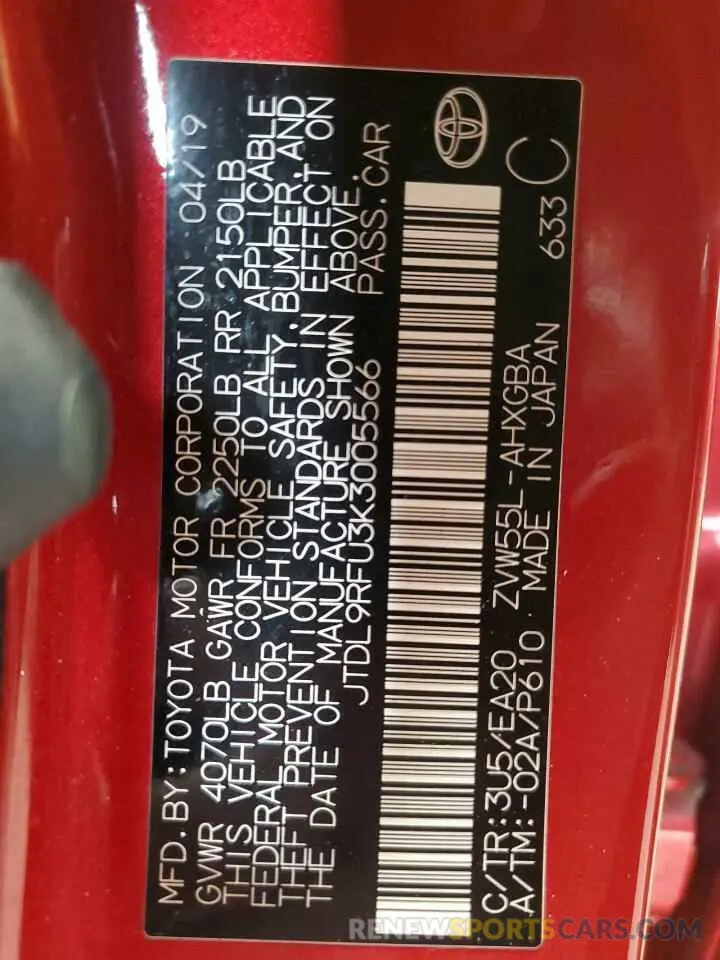 MFD.BY:TOYOTA MOTOR CORPORATION 04/19
GVWR 4070LB GAWR FR 2250LB RR 2150LB
THIS VEHICLE CONFORMS TO ALL APPLICABLE
FEDERAL MOTOR VEHICLE SAFETY, BUMPER, AND
THEFT PREVENTION STANDARDS IN EFFECT ON
THE DATE OF MANUFACTURE SHOWN ABOVE.
JTDL9RFU3K3005566 PASS.CAR
C/TR:3U5/EA20 ZVW55L-AHXGBA
A/TM:-02A/P610 MADE IN JAPAN 633 C
RENEWSPORTSCARS.COM